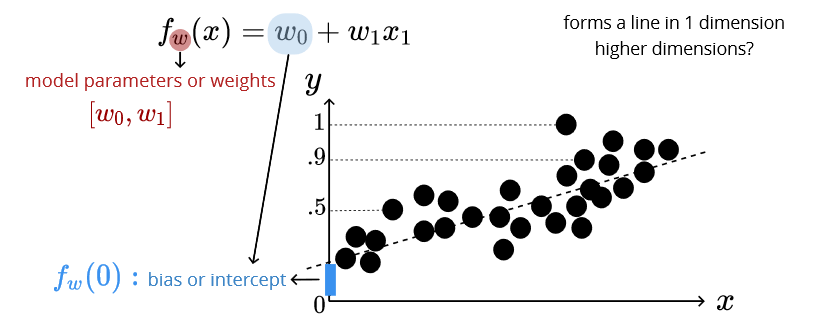 f_w(x) = w_0 + w_1x_1
forms a line in 1 dimension
higher dimensions?
model parameters or weights
[w_0, w_1]
y
1
.9
.5
f_w(0) : bias or intercept
0
x